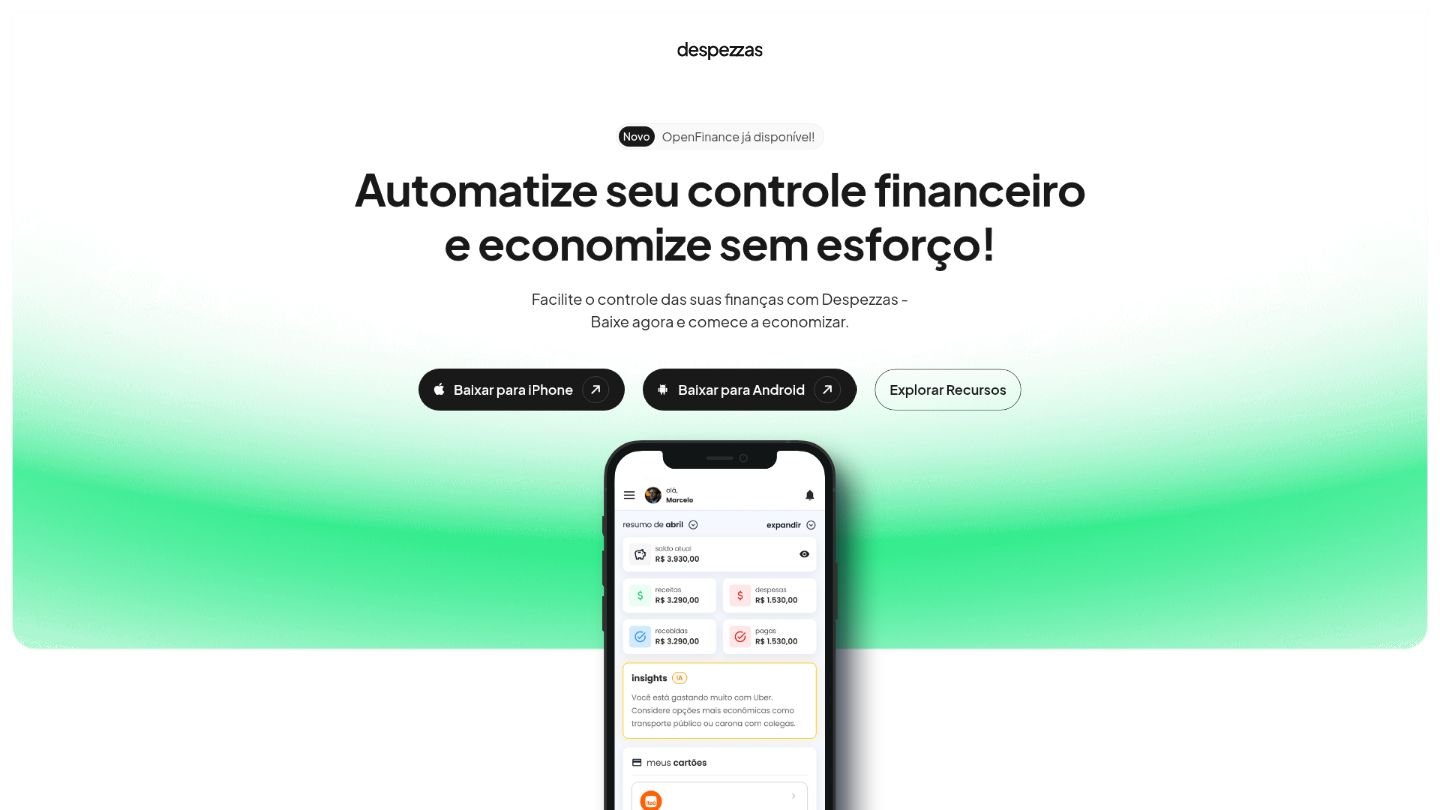 despezzas
Novo OpenFinance já disponível!
Automatize seu controle financeiro
e economize sem esforço!
Facilite o controle das suas finanças com Despezzas -
Baixe agora e comece a economizar.
Baixar para iPhone
Baixar para Android
Explorar Recursos
olá,
Marcelo
resumo de abril
expandir
saldo atual
R$ 3.930,00
receitas
R$ 3.290,00
despesas
R$ 1.530,00
recebidas
R$ 3.290,00
pagas
R$ 1.530,00
insights IA
Você está gastando muito com Uber.
Considere opções mais econômicas como
transporte público ou carona com colegas.
meus cartões
itaú